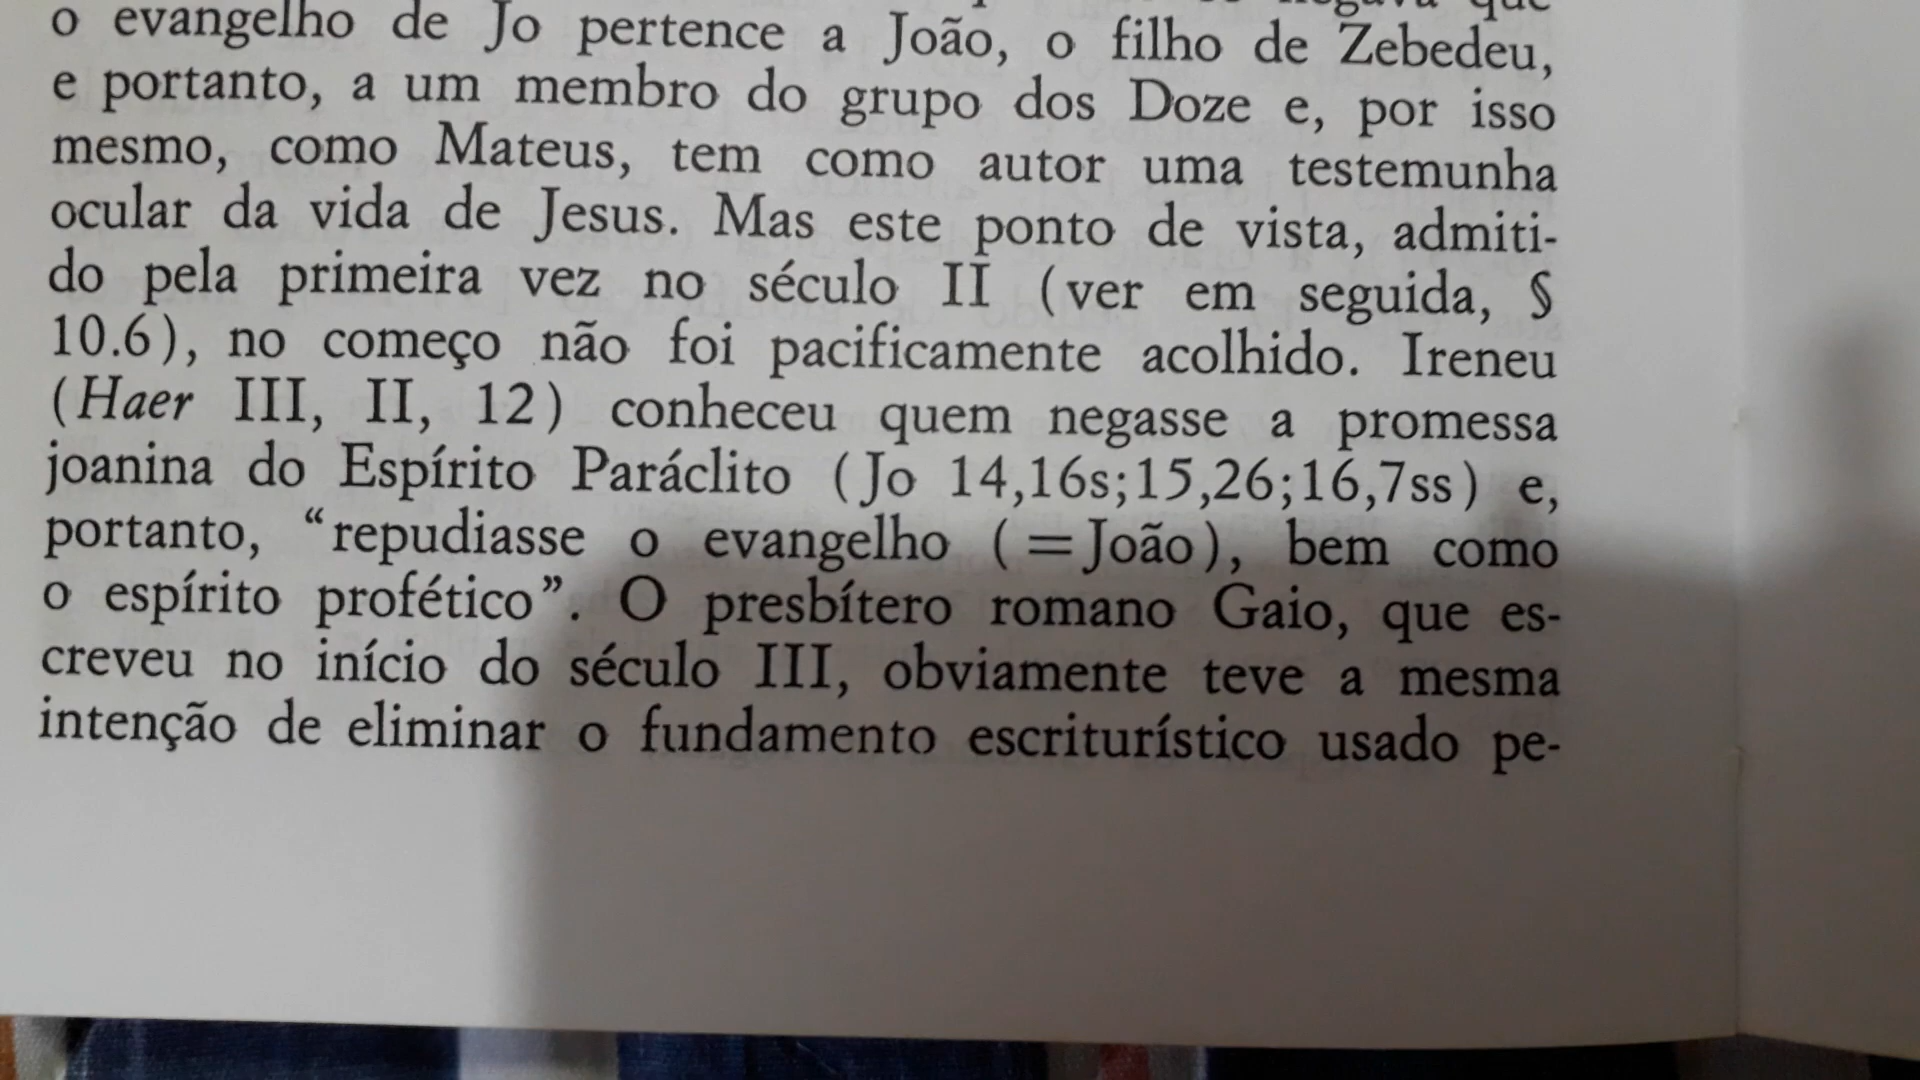 que
o evangelho de Jo pertence a João, o filho de Zebedeu,
e portanto, a um membro do grupo dos Doze e, por isso
mesmo, como Mateus, tem como autor uma testemunha
ocular da vida de Jesus. Mas este ponto de vista, admiti-
do pela primeira vez no século II (ver em seguida, §
10.6), no começo não foi pacificamente acolhido. Ireneu
(Haer III, II, 12) conheceu quem negasse a promessa
joanina do Espírito Paráclito (Jo 14,16s;15,26;16,7ss) e,
portanto, “repudiasse o evangelho (=João), bem como
o espírito profético”. O presbítero romano Gaio, que es-
creveu no início do século III, obviamente teve a mesma
intenção de eliminar o fundamento escriturístico usado pe-